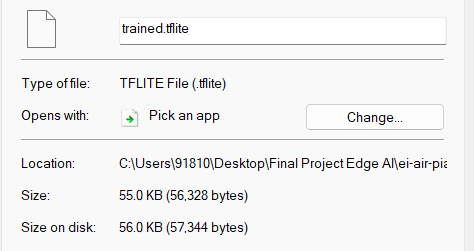 trained.tflite
Type of file: TFLITE File (.tflite)
Opens with: Pick an app Change...
Location: C:\Users\91810\Desktop\Final Project Edge AI\ei-air-pia
Size: 55.0 KB (56,328 bytes)
Size on disk: 56.0 KB (57,344 bytes)